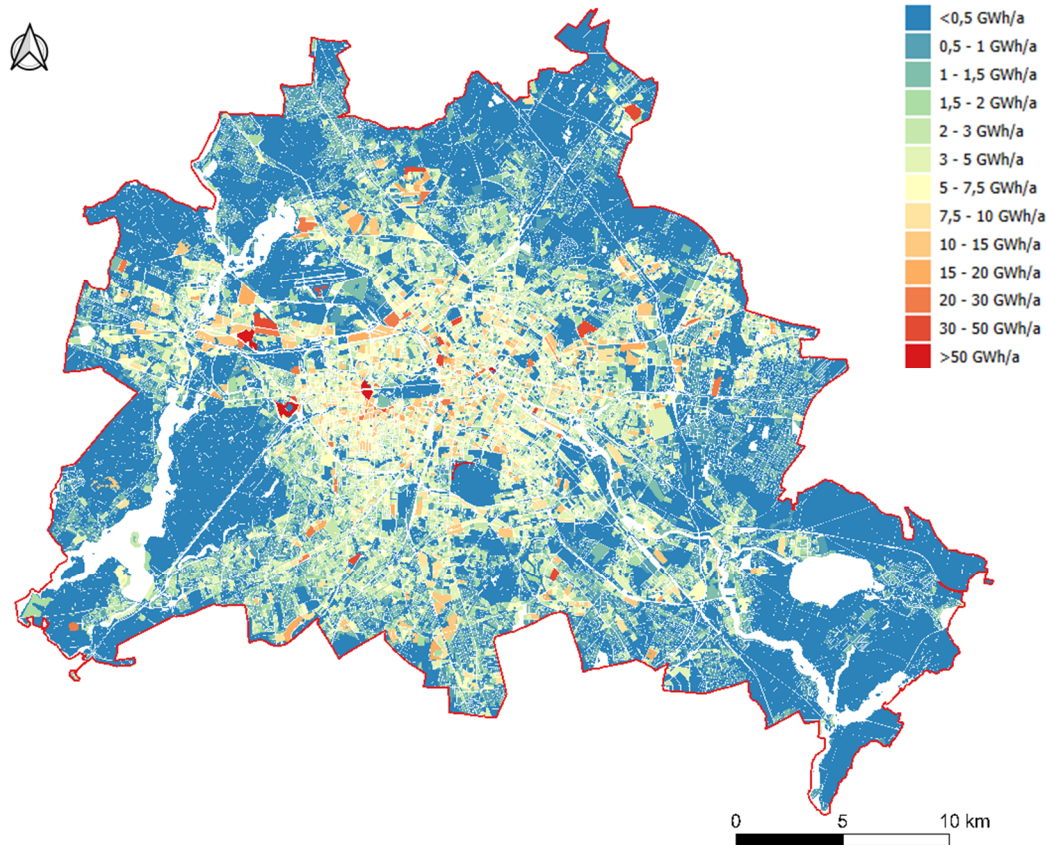 <0,5 GWh/a
0,5 - 1 GWh/a
1 - 1,5 GWh/a
1,5 - 2 GWh/a
2 - 3 GWh/a
3 - 5 GWh/a
5 - 7,5 GWh/a
7,5 - 10 GWh/a
10 - 15 GWh/a
15 - 20 GWh/a
20 - 30 GWh/a
30 - 50 GWh/a
>50 GWh/a
0 5 10 km